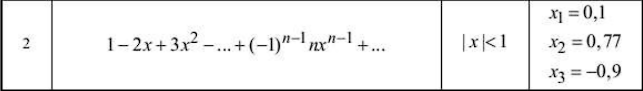 2
1 − 2x + 3x² − ... + (−1)ⁿ⁻¹ nxⁿ⁻¹ + ...
| x |< 1
x₁ = 0,1
x₂ = 0,77
x₃ = −0,9